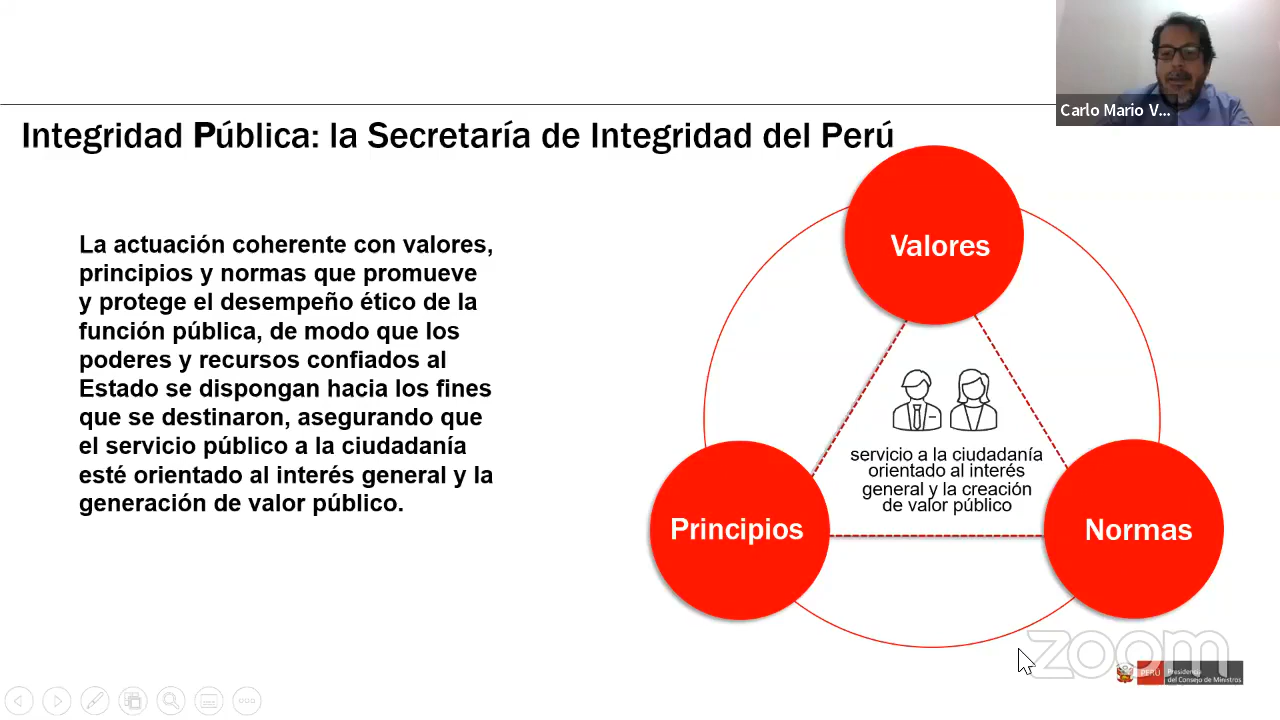 Carlo Mario V...
Integridad Pública: la Secretaría de Integridad del Perú
La actuación coherente con valores,
principios y normas que promueve
y protege el desempeño ético de la
función pública, de modo que los
poderes y recursos confiados al
Estado se dispongan hacia los fines
que se destinaron, asegurando que
el servicio público a la ciudadanía
esté orientado al interés general y la
generación de valor público.
Valores
servicio a la ciudadanía
orientado al interés
general y la creación
de valor público
Principios
Normas
zoom
PERÚ
Presidencia
del Consejo de Ministros